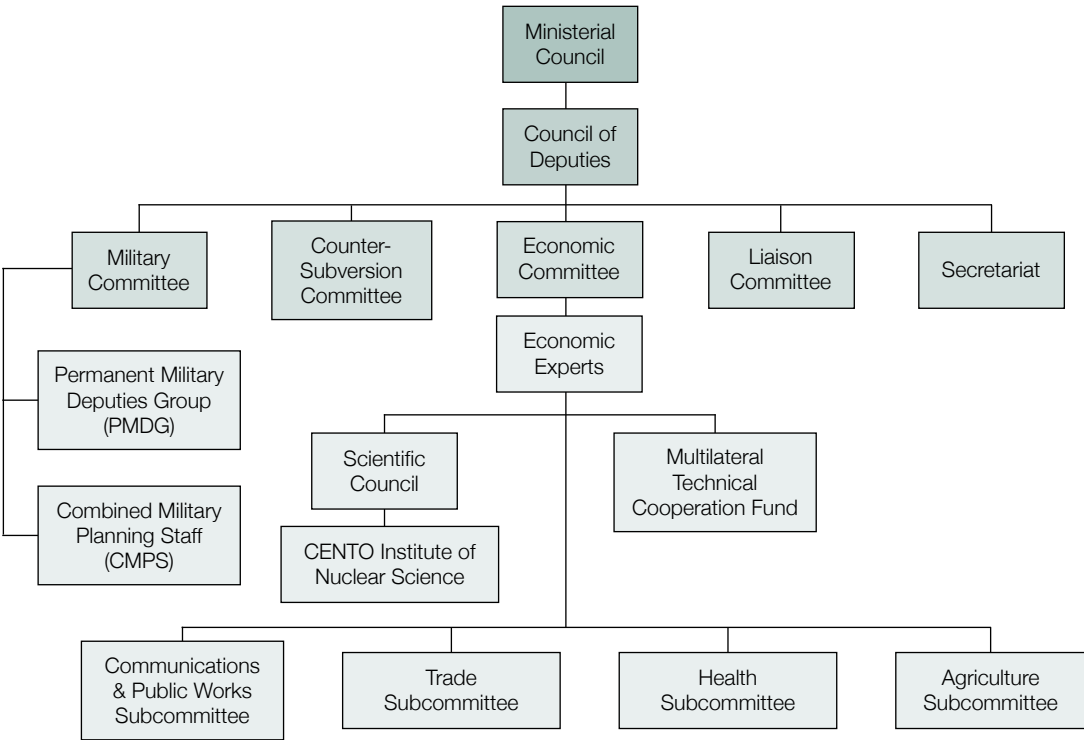 Ministerial
Council
Council of
Deputies
Military
Committee
Counter-
Subversion
Committee
Economic
Committee
Liaison
Committee
Secretariat
Economic
Experts
Permanent Military
Deputies Group
(PMDG)
Scientific
Council
Multilateral
Technical
Cooperation Fund
Combined Military
Planning Staff
(CMPS)
CENTO Institute of
Nuclear Science
Communications
& Public Works
Subcommittee
Trade
Subcommittee
Health
Subcommittee
Agriculture
Subcommittee